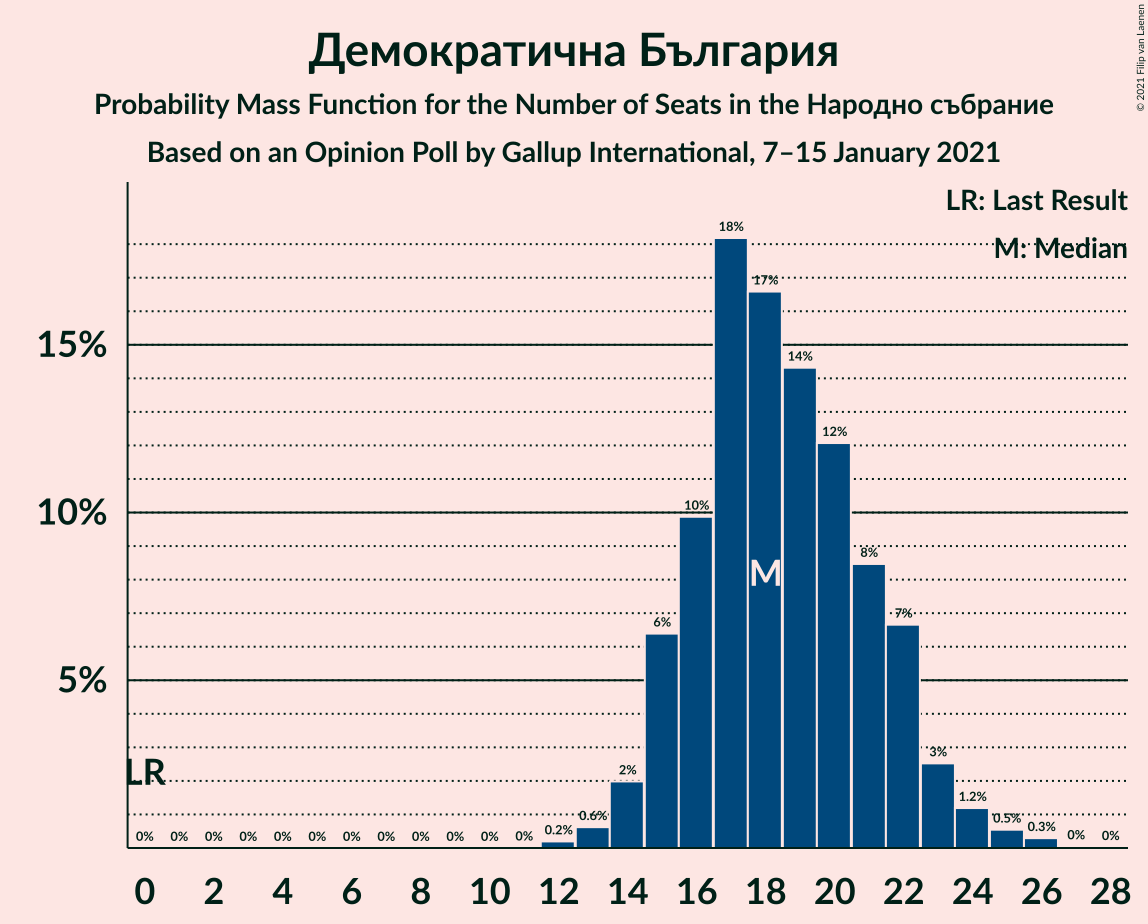 Демократична България
Probability Mass Function for the Number of Seats in the Народно събрание
Based on an Opinion Poll by Gallup International, 7–15 January 2021
© 2021 Filip van Laenen
LR: Last Result
M: Median
15%
10%
5%
LR
M
0% 0% 0% 0% 0% 0% 0% 0% 0% 0% 0% 0% 0.2% 0.6% 2% 6% 10% 18% 17% 14% 12% 8% 7% 3% 1.2% 0.5% 0.3% 0% 0%
0 2 4 6 8 10 12 14 16 18 20 22 24 26 28